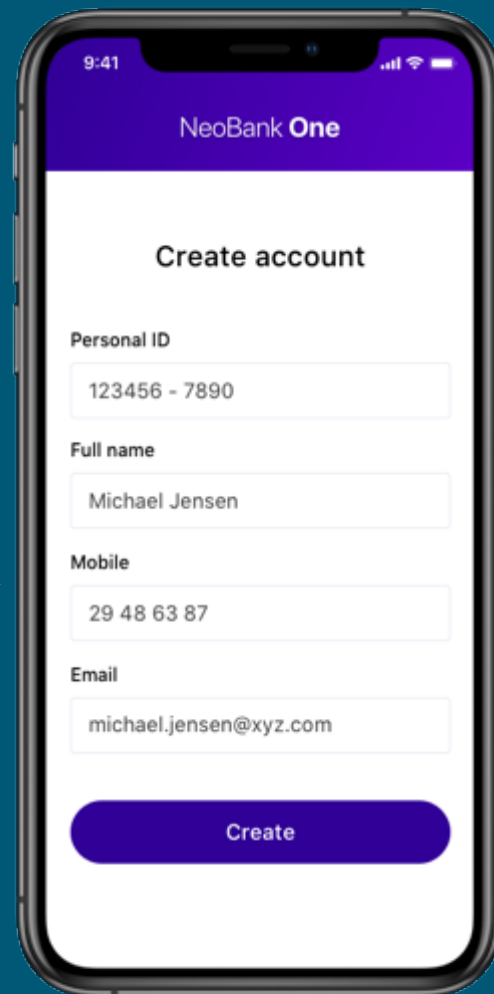 9:41
NeoBank One
Create account
Personal ID
123456 - 7890
Full name
Michael Jensen
Mobile
29 48 63 87
Email
michael.jensen@xyz.com
Create